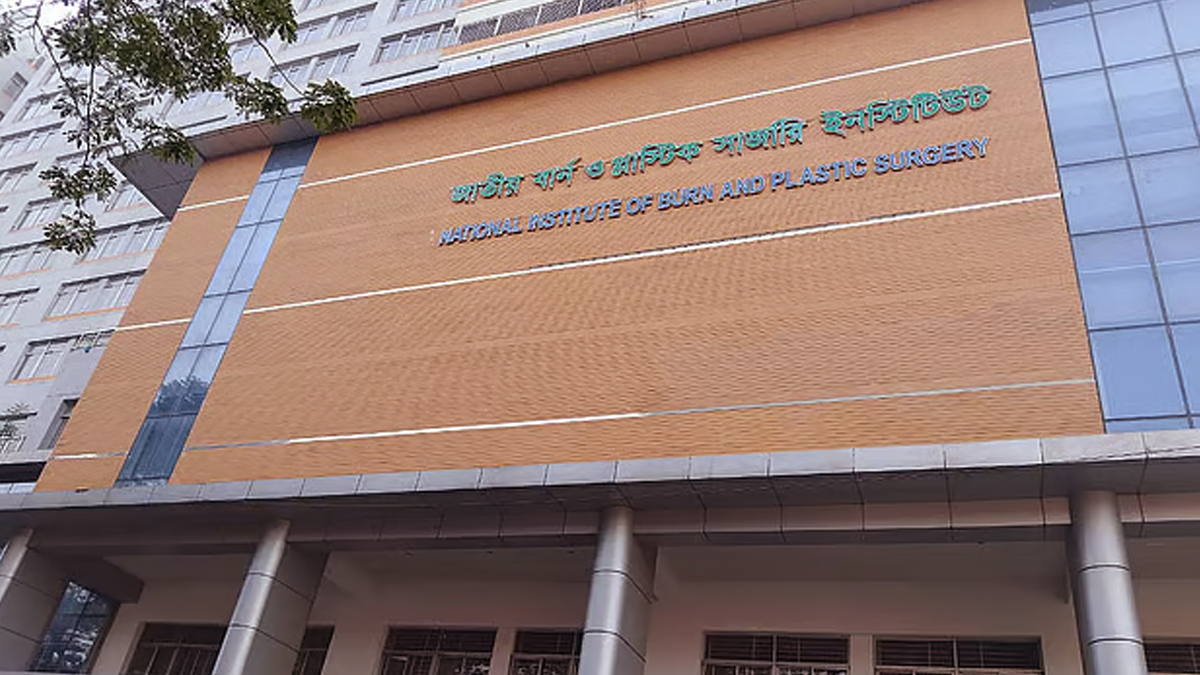 জাতীয় বার্ন ও প্লাস্টিক সার্জারি ইনস্টিটিউট
NATIONAL INSTITUTE OF BURN AND PLASTIC SURGERY